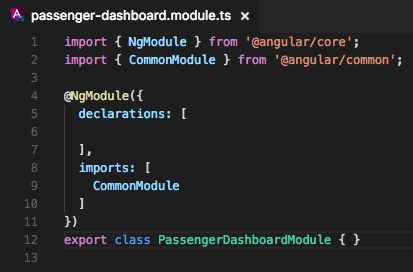 passenger-dashboard.module.ts ×
1 import { NgModule } from '@angular/core';
2 import { CommonModule } from '@angular/common';
3
4 @NgModule({
5   declarations: [
6
7   ],
8   imports: [
9     CommonModule
10   ]
11 })
12 export class PassengerDashboardModule { }
13